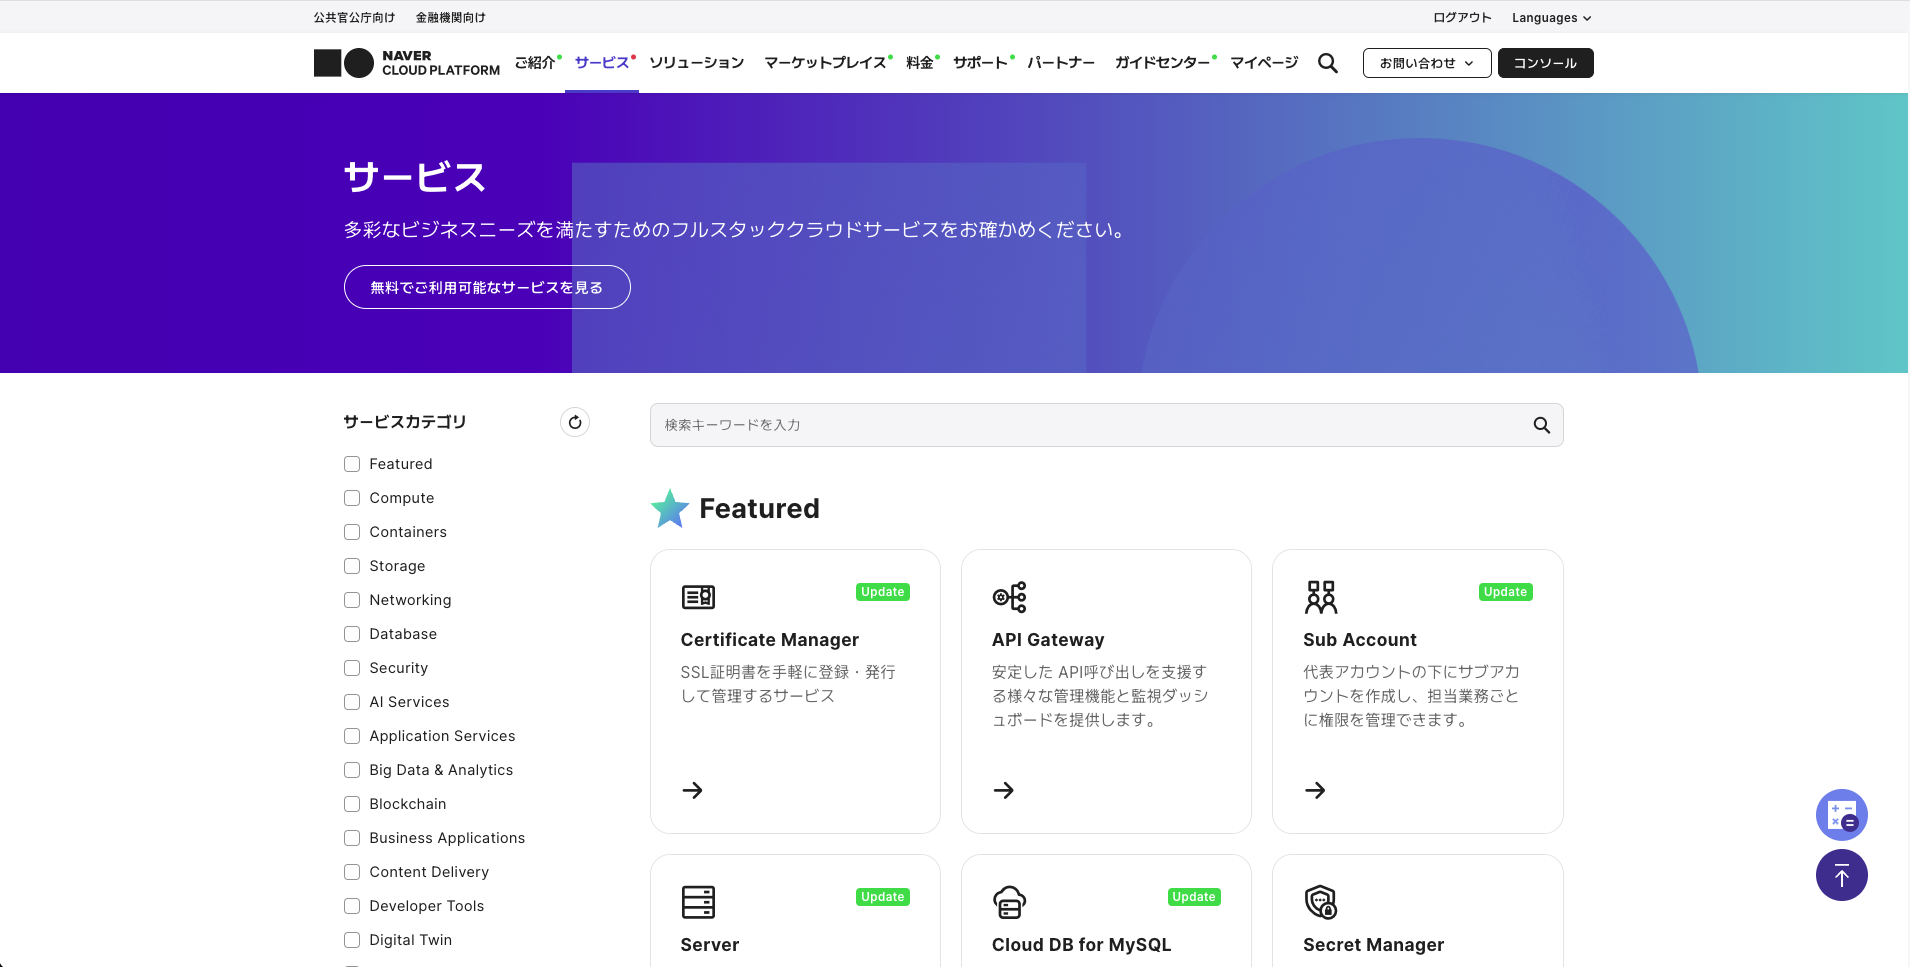 公共官公庁向け 金融機関向け ログアウト Languages
NAVER
CLOUD PLATFORM
ご紹介 サービス ソリューション マーケットプレイス 料金 サポート パートナー ガイドセンター マイページ お問い合わせ コンソール
サービス
多彩なビジネスニーズを満たすためのフルスタッククラウドサービスをお確かめください。
無料でご利用可能なサービスを見る
サービスカテゴリ
Featured
Compute
Containers
Storage
Networking
Database
Security
AI Services
Application Services
Big Data & Analytics
Blockchain
Business Applications
Content Delivery
Developer Tools
Digital Twin
検索キーワードを入力
Featured
Update
Certificate Manager
SSL証明書を手軽に登録・発行
して管理するサービス
API Gateway
安定した API呼び出しを支援す
る様々な管理機能と監視ダッシ
ュボードを提供します。
Update
Sub Account
代表アカウントの下にサブアカ
ウントを作成し、担当業務ごと
に権限を管理できます。
Update
Server
Update
Cloud DB for MySQL
Secret Manager